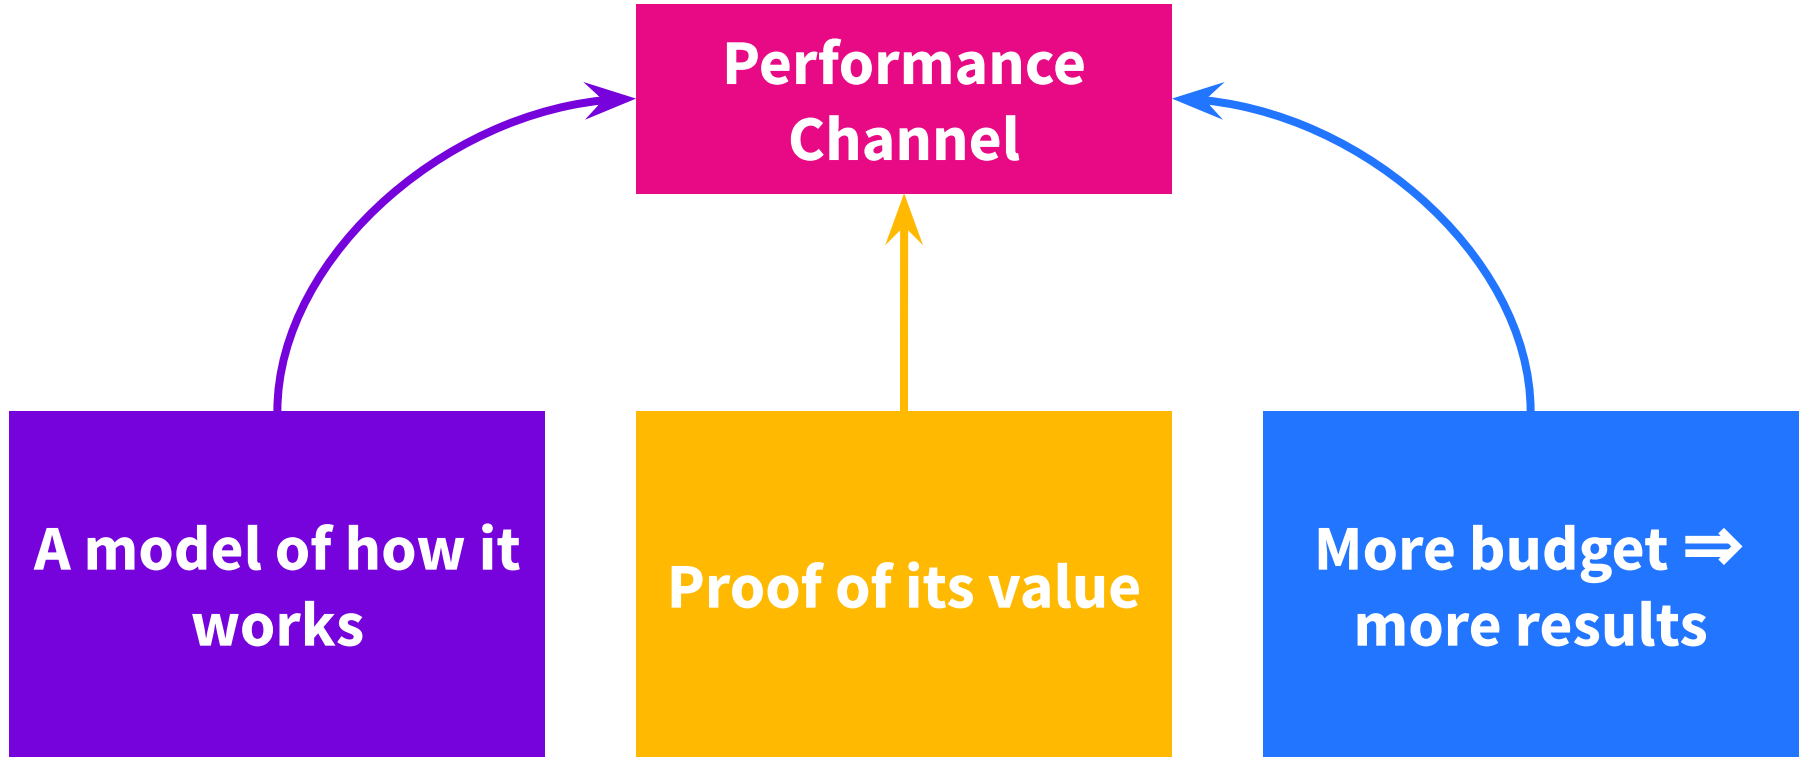 Performance
Channel
A model of how it
works
Proof of its value
More budget ⇒
more results